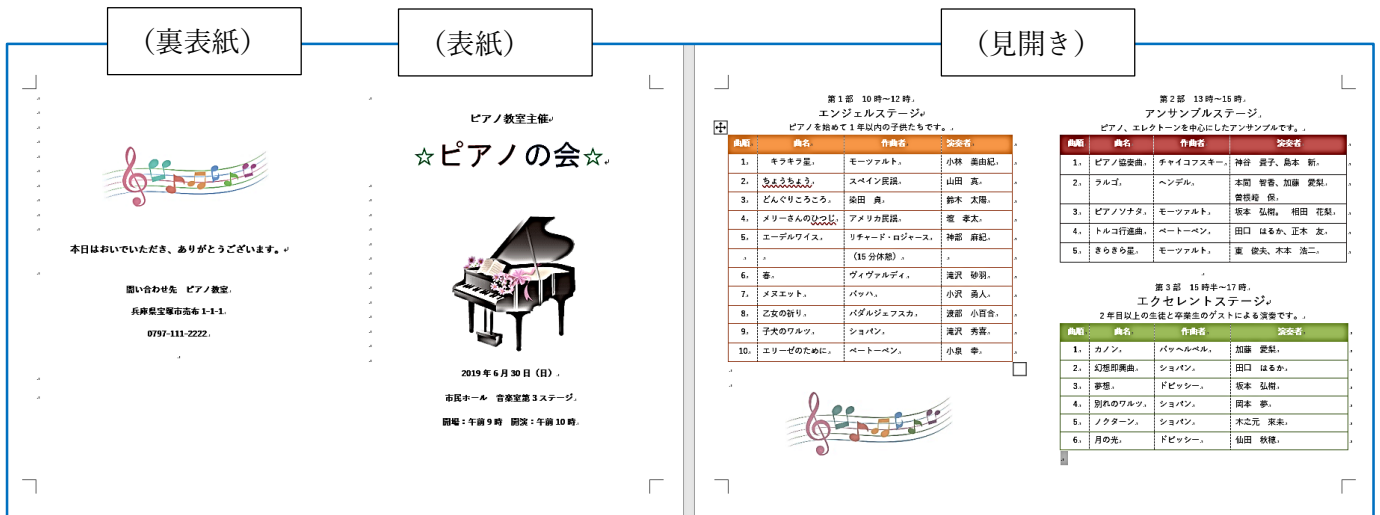 （裏表紙）
（表紙）
（見開き）
本日はおいでいただき、ありがとうございます。
問い合わせ先　ピアノ教室
兵庫県宝塚市売布 1-1-1
0797-111-2222
ピアノ教室主催
☆ピアノの会☆
2019 年 6 月 30 日（日）
市民ホール　音楽室第 3 ステージ
開場：午前 9 時　開演：午前 10 時
第 1 部　10 時～12 時
エンジェルステージ
ピアノを始めて 1 年以内の子供たちです。
曲順　曲名　作曲者　演奏者
1　キラキラ星　モーツァルト　小林　美由紀
2　ちょうちょう　スペイン民謡　山田　真
3　どんぐりころころ　染田　貞　鈴木　太陽
4　メリーさんのひつじ　アメリカ民謡　堀　孝太
5　エーデルワイス　リチャード・ロジャース　神部　麻紀
（15 分休憩）
6　春　ヴィヴァルディ　滝沢　砂羽
7　メヌエット　バッハ　小沢　勇人
8　乙女の祈り　バダルジェフスカ　渡部　小百合
9　子犬のワルツ　ショパン　滝沢　秀喜
10　エリーゼのために　ベートーベン　小泉　幸
第 2 部　13 時～15 時
アンサンブルステージ
ピアノ、エレクトーンを中心にしたアンサンブルです。
曲順　曲名　作曲者　演奏者
1　ピアノ協奏曲　チャイコフスキー　神谷　貴子、島本　新
2　ラルゴ　ヘンデル　本間　智香、加藤　愛梨
曽根崎　保
3　ピアノソナタ　モーツァルト　坂本　弘樹。　相田　花梨
4　トルコ行進曲　ベートーベン　田口　はるか、正木　友
5　きらきら星　モーツァルト　東　俊夫、木本　浩二
第 3 部　15 時半～17 時
エクセレントステージ
2 年目以上の生徒と卒業生のゲストによる演奏です。
曲順　曲名　作曲者　演奏者
1　カノン　パッヘルベル　加藤　愛梨
2　幻想即興曲　ショパン　田口　はるか
3　夢想　ドビッシー　坂本　弘樹
4　別れのワルツ　ショパン　岡本　夢
5　ノクターン　ショパン　木之元　来未
6　月の光　ドビッシー　仙田　秋穂